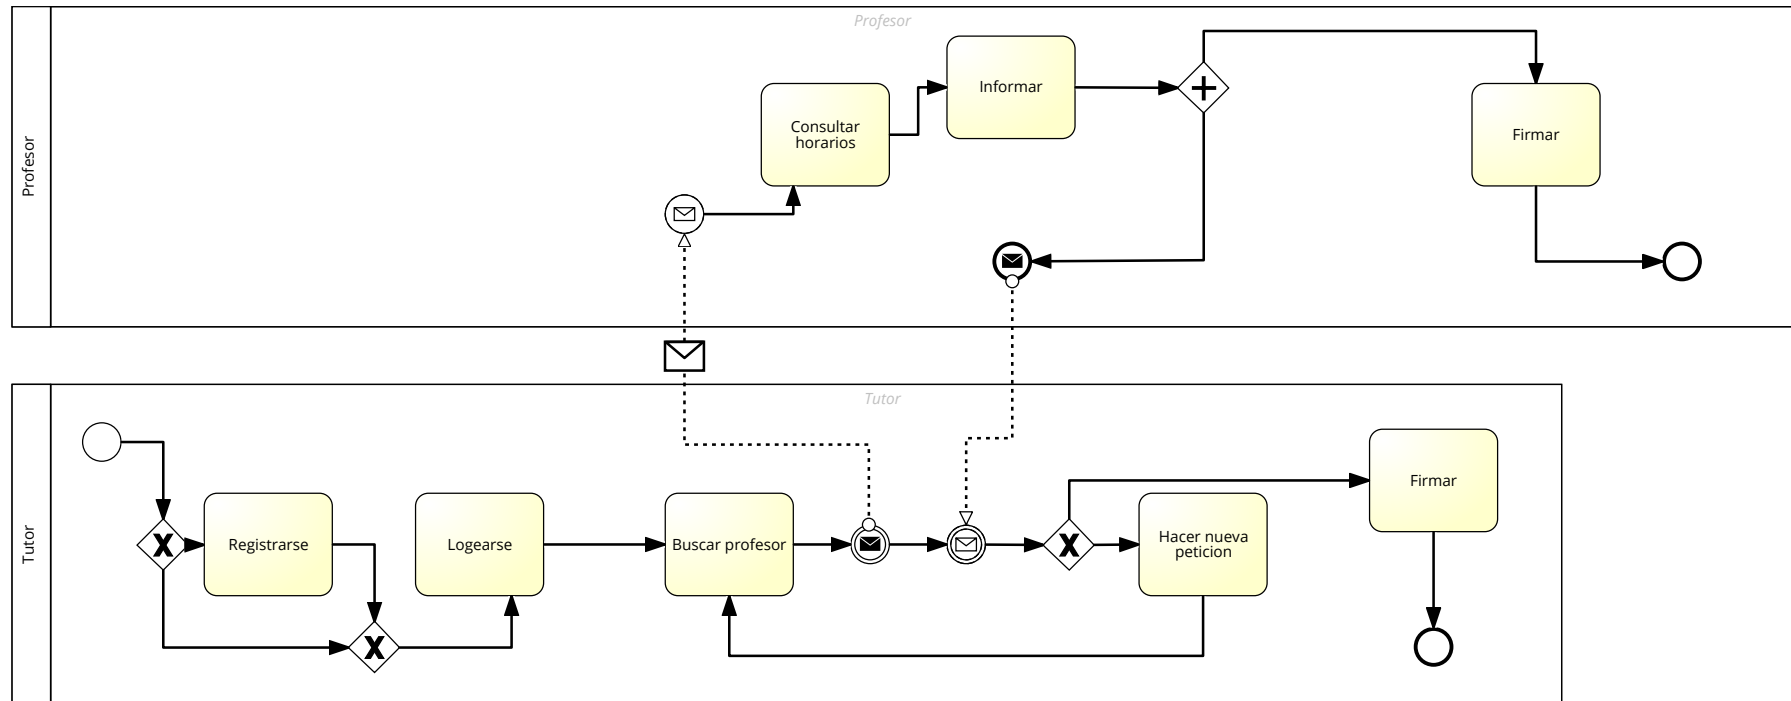 Profesor
Profesor
Informar
Consultar
horarios
Firmar
Tutor
Tutor
Registrarse
Logearse
Buscar profesor
Hacer nueva
peticion
Firmar